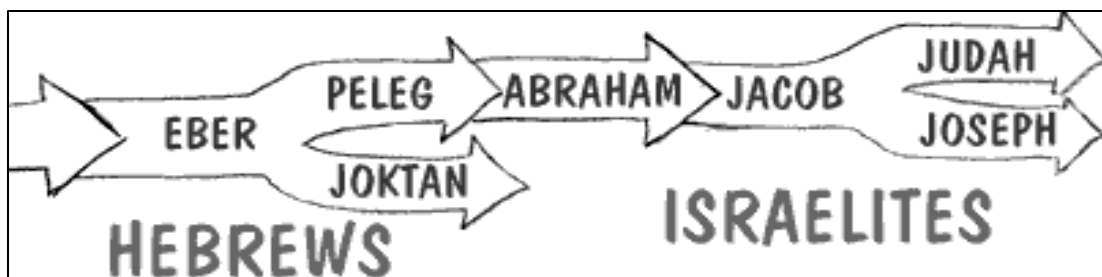 EBER
PELEG
JOKTAN
ABRAHAM
JACOB
JUDAH
JOSEPH
HEBREWS
ISRAELITES